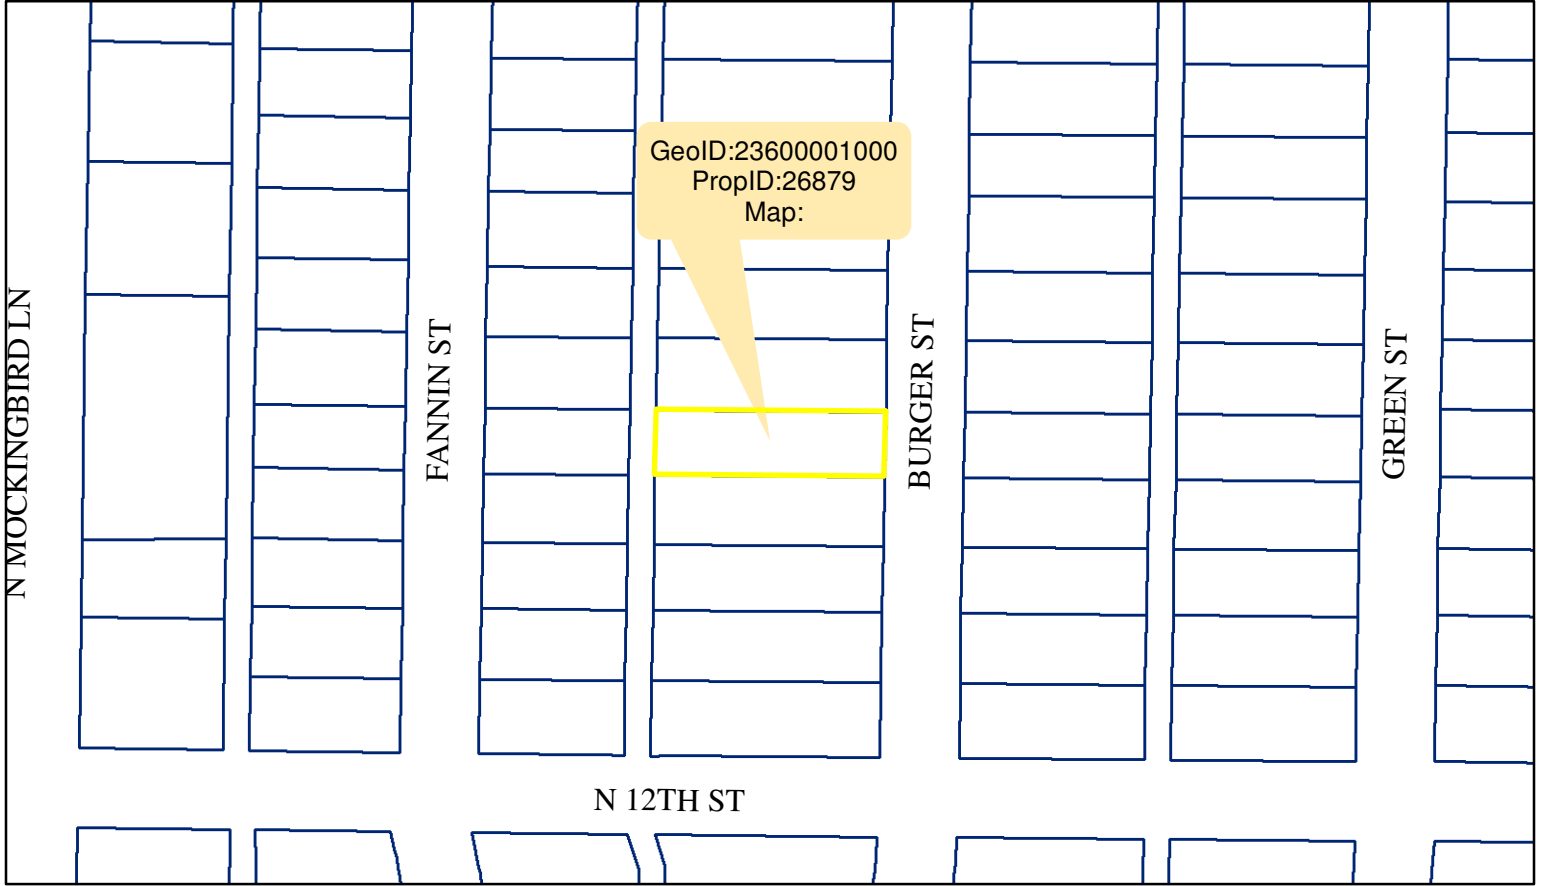 GeoID:23600001000
PropID:26879
Map:
N MOCKINGBIRD LN
FANNIN ST
BURGER ST
GREEN ST
N 12TH ST